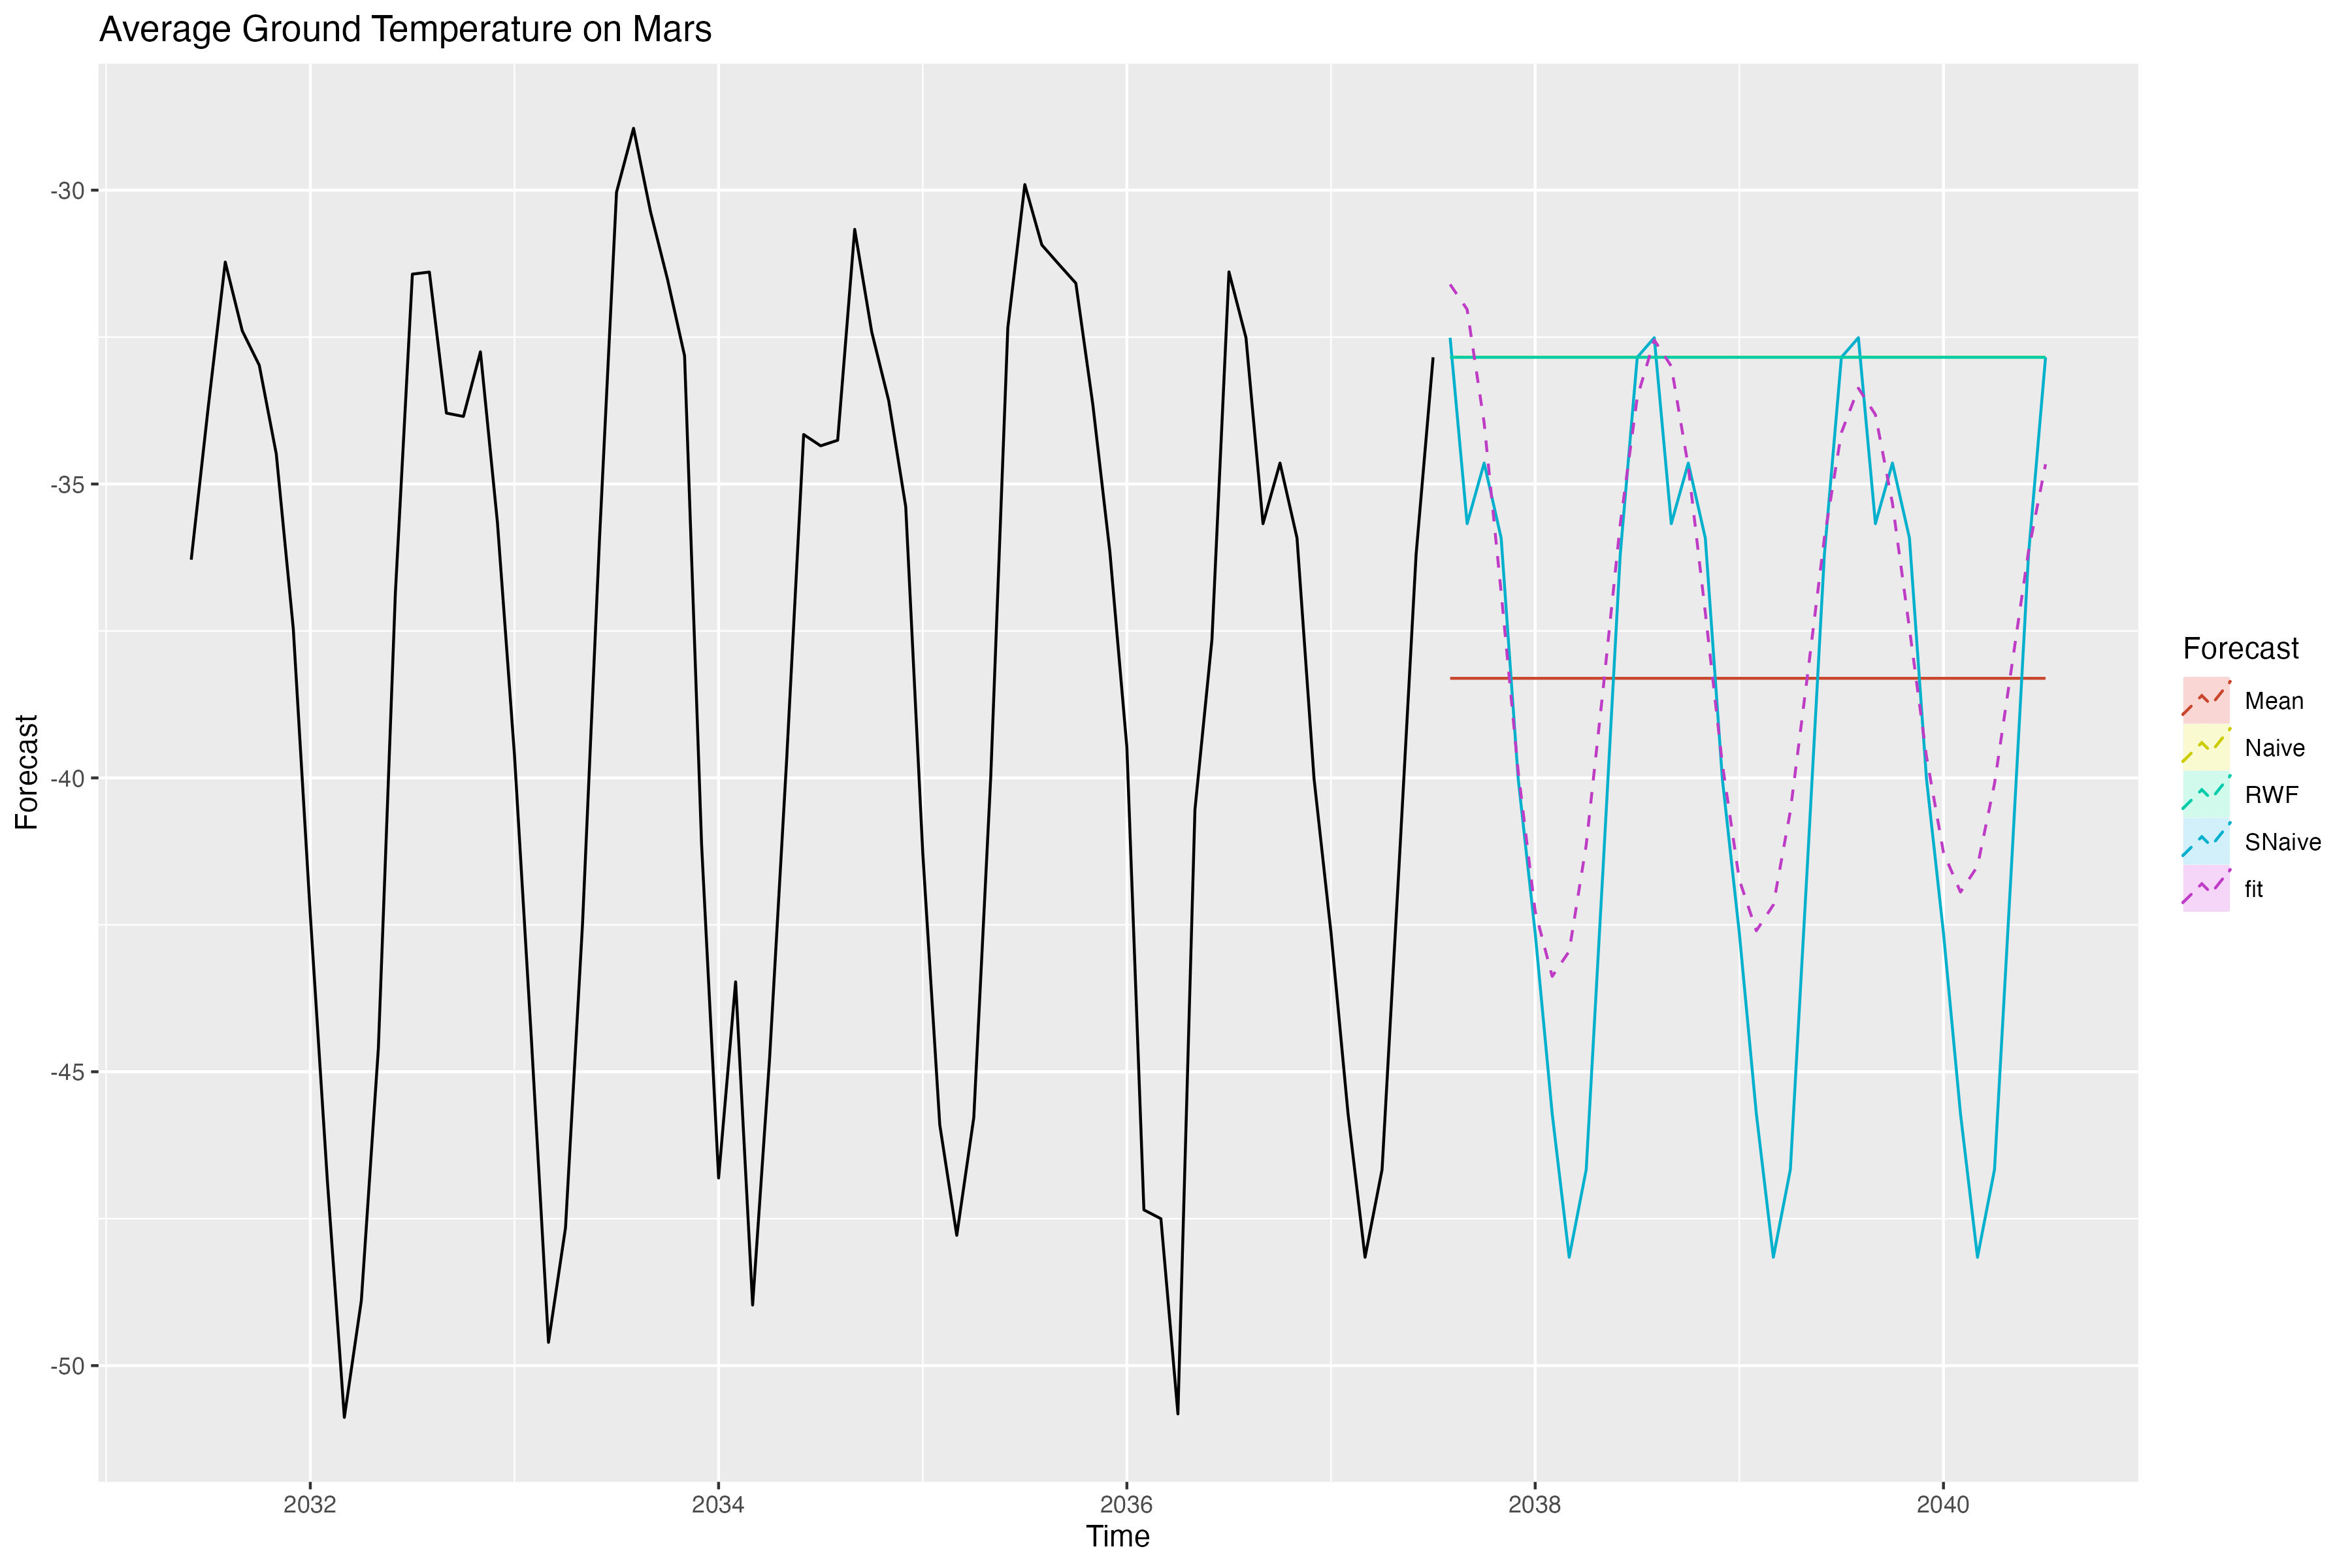 Average Ground Temperature on Mars
Forecast
-30
-35
-40
-45
-50
2032
2034
2036
2038
2040
Time
Forecast
Mean
Naive
RWF
SNaive
fit